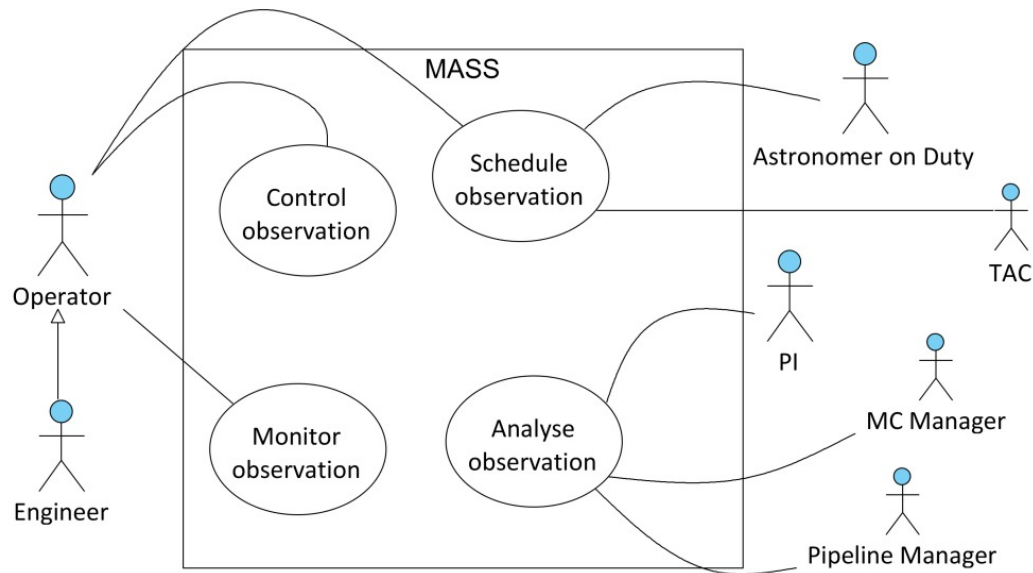 MASS
Control
observation
Schedule
observation
Astronomer on Duty
TAC
Operator
PI
MC Manager
Monitor
observation
Analyse
observation
Engineer
Pipeline Manager